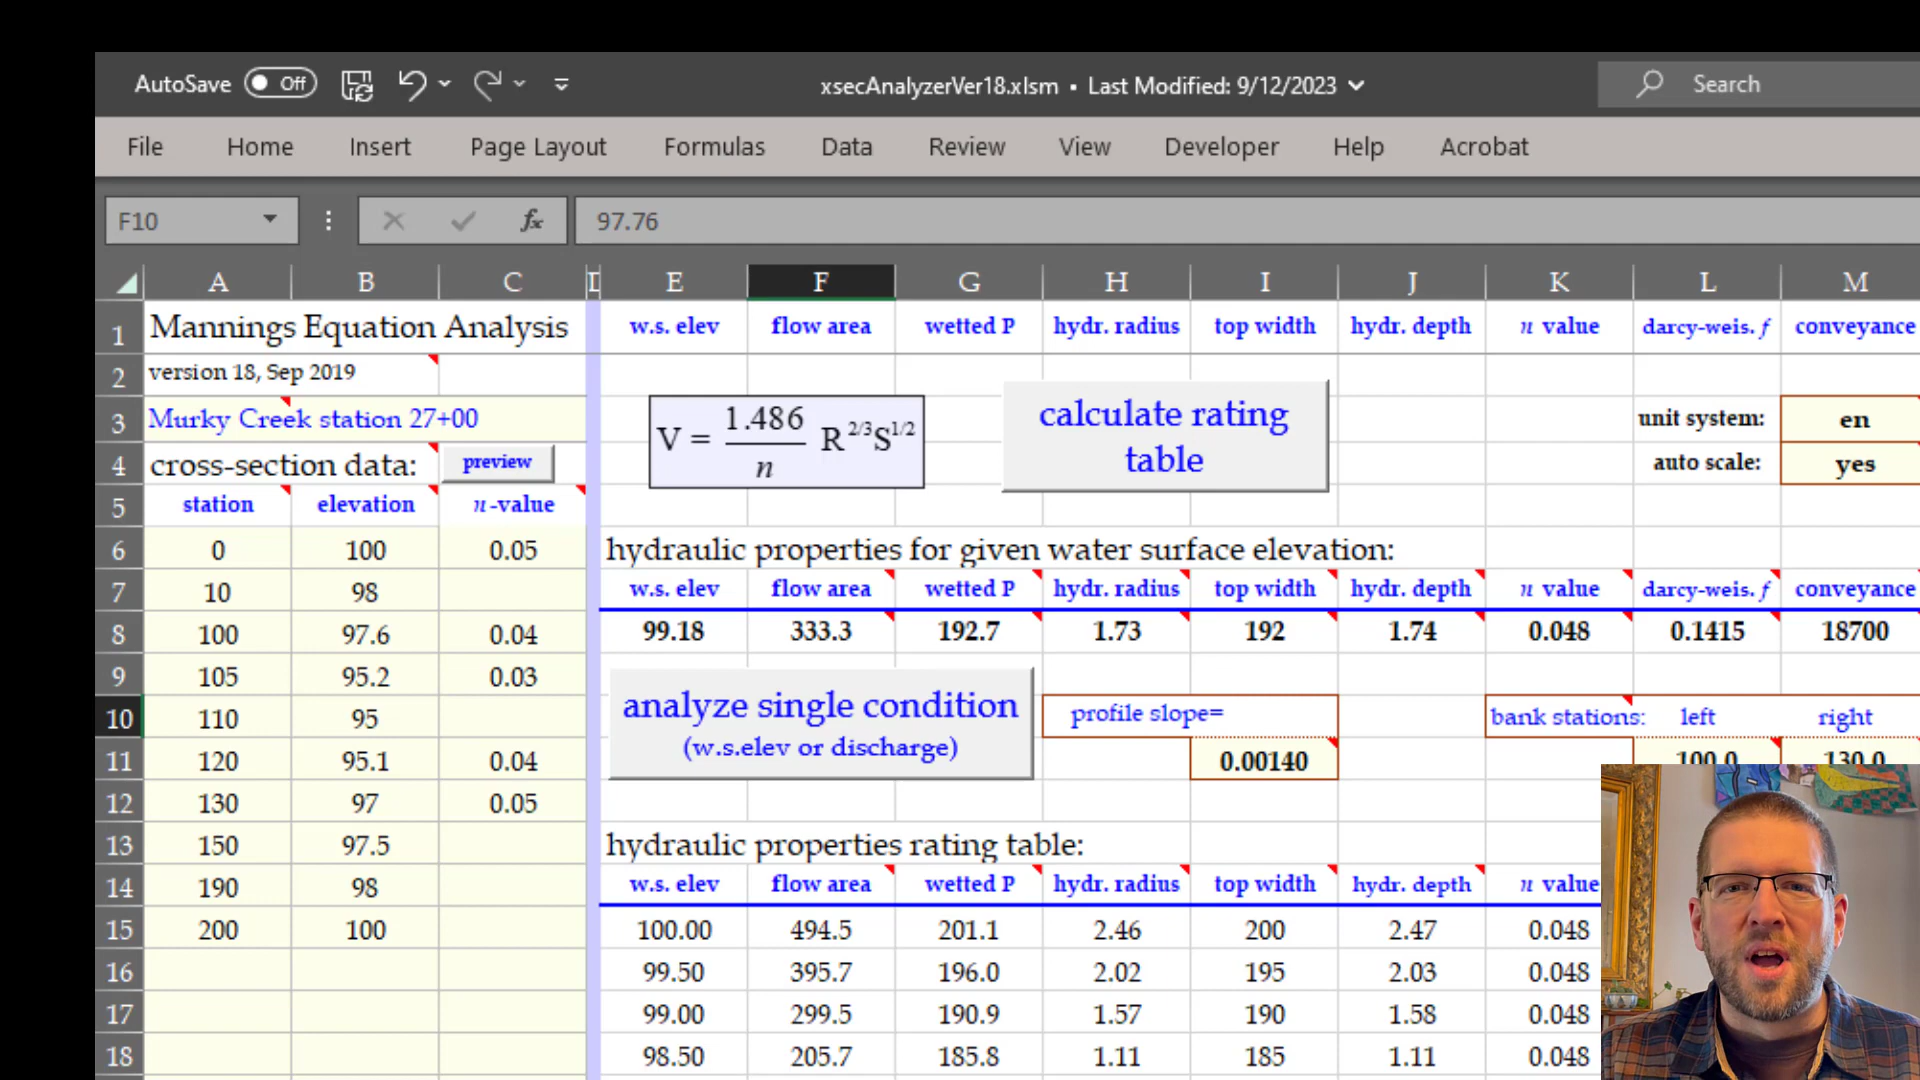 AutoSave Off xsecAnalyzerVer18.xlsm • Last Modified: 9/12/2023 Search
File Home Insert Page Layout Formulas Data Review View Developer Help Acrobat
F10 fx 97.76
A B C D E F G H I J K L M
1 Mannings Equation Analysis w.s. elev flow area wetted P hydr. radius top width hydr. depth n value darcy-weis. f conveyance
2 version 18, Sep 2019
3 Murky Creek station 27+00 V = 1.486 / n R 2/3 S 1/2 calculate rating table unit system: en
4 cross-section data: preview auto scale: yes
5 station elevation n-value
6 0 100 0.05 hydraulic properties for given water surface elevation:
7 10 98 w.s. elev flow area wetted P hydr. radius top width hydr. depth n value darcy-weis. f conveyance
8 100 97.6 0.04 99.18 333.3 192.7 1.73 192 1.74 0.048 0.1415 18700
9 105 95.2 0.03
10 110 95 analyze single condition profile slope= bank stations: left right
11 120 95.1 0.04 (w.s.elev or discharge) 0.00140 100.0 130.0
12 130 97 0.05
13 150 97.5 hydraulic properties rating table:
14 190 98 w.s. elev flow area wetted P hydr. radius top width hydr. depth n value
15 200 100 100.00 494.5 201.1 2.46 200 2.47 0.048
16 99.50 395.7 196.0 2.02 195 2.03 0.048
17 99.00 299.5 190.9 1.57 190 1.58 0.048
18 98.50 205.7 185.8 1.11 185 1.11 0.048